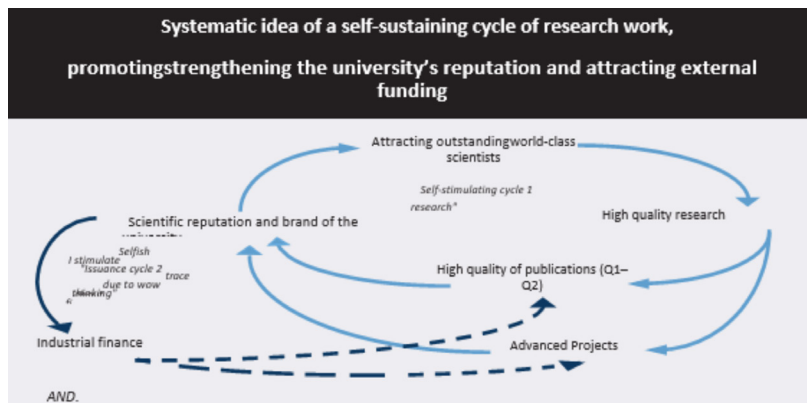 Systematic idea of a self-sustaining cycle of research work,
promotingstrengthening the university's reputation and attracting external
funding
Attracting outstandingworld-class
scientists
Self-stimulating cycle 1
research"
Scientific reputation and brand of the
High quality research
Selfish
I stimulate
"Issuance cycle 2
trace
due to wow
thinking"
High quality of publications (Q1–
Q2)
Industrial finance
Advanced Projects
AND.